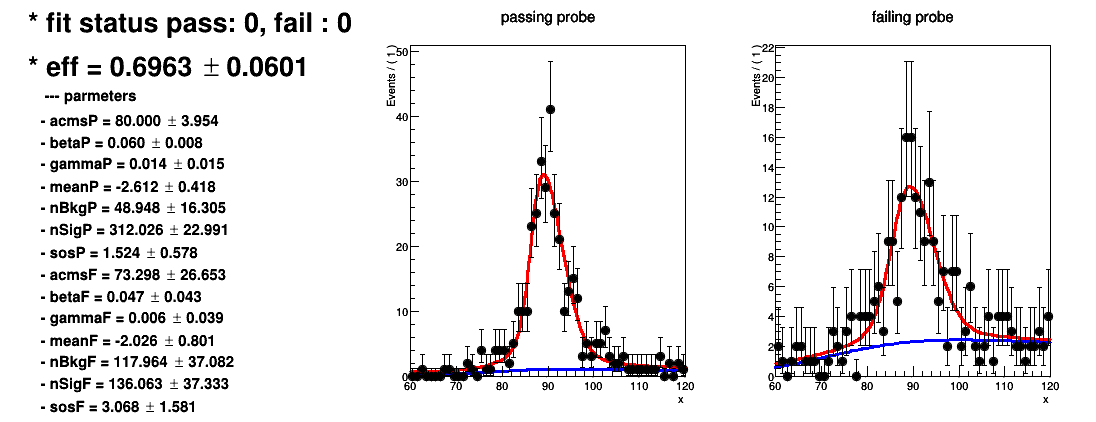 * fit status pass: 0, fail : 0
* eff = 0.6963 ± 0.0601
--- parmeters
- acmsP = 80.000 ± 3.954
- betaP = 0.060 ± 0.008
- gammaP = 0.014 ± 0.015
- meanP = -2.612 ± 0.418
- nBkgP = 48.948 ± 16.305
- nSigP = 312.026 ± 22.991
- sosP = 1.524 ± 0.578
- acmsF = 73.298 ± 26.653
- betaF = 0.047 ± 0.043
- gammaF = 0.006 ± 0.039
- meanF = -2.026 ± 0.801
- nBkgF = 117.964 ± 37.082
- nSigF = 136.063 ± 37.333
- sosF = 3.068 ± 1.581
passing probe
Events / ( 1 )
50
40
30
20
10
0
60 70 80 90 100 110 120
x
failing probe
Events / ( 1 )
22
20
18
16
14
12
10
8
6
4
2
0
60 70 80 90 100 110 120
x